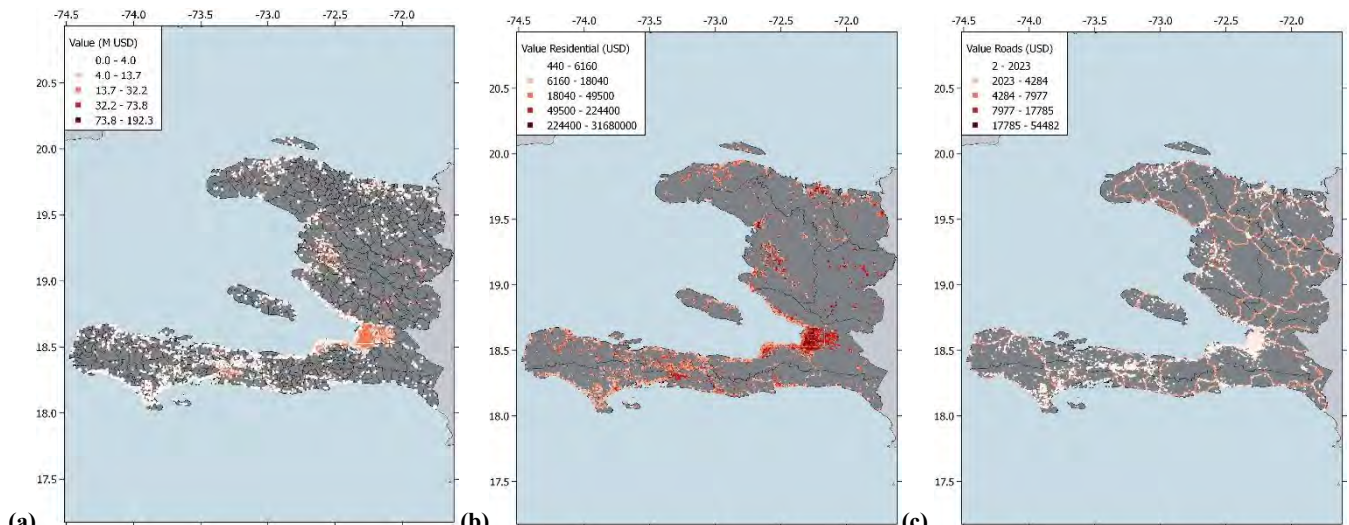 -74.5 -74.0 -73.5 -73.0 -72.5 -72.0
Value (M USD)
0.0 - 4.0
4.0 - 13.7
13.7 - 32.2
32.2 - 73.8
73.8 - 192.3
20.5
20.0
19.5
19.0
18.5
18.0
17.5
(a)
-74.5 -74.0 -73.5 -73.0 -72.5 -72.0
Value Residential (USD)
440 - 6160
6160 - 18040
18040 - 49500
49500 - 224400
224400 - 31680000
20.5
20.0
19.5
19.0
18.5
18.0
17.5
(b)
-74.5 -74.0 -73.5 -73.0 -72.5 -72.0
Value Roads (USD)
2 - 2023
2023 - 4284
4284 - 7977
7977 - 17785
17785 - 54482
20.5
20.0
19.5
19.0
18.5
18.0
17.5
(c)